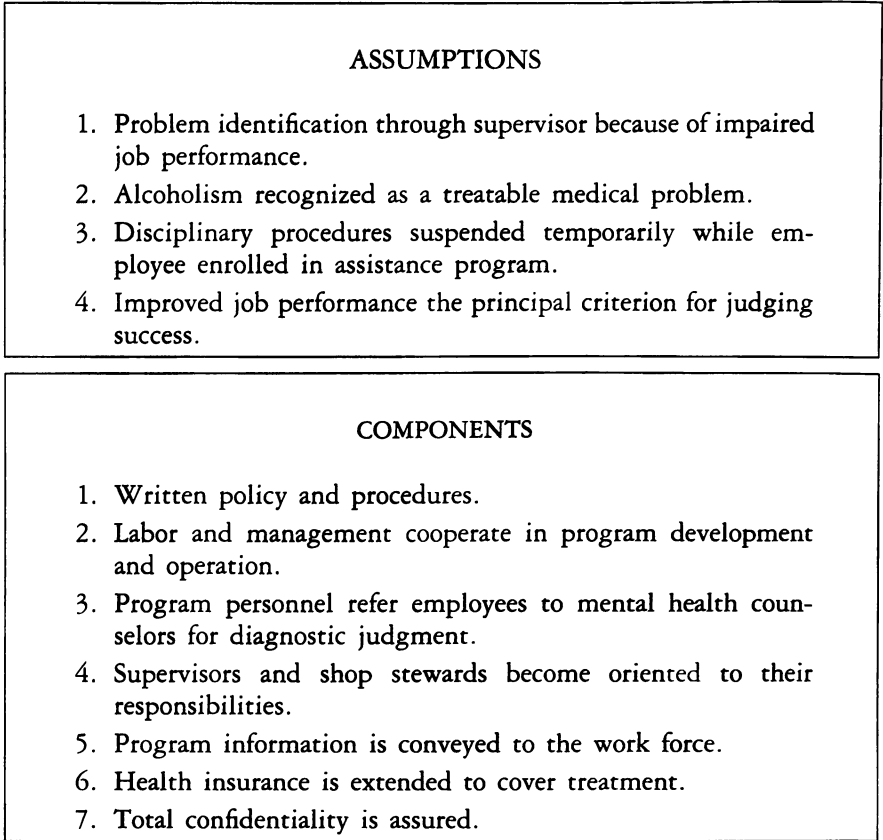 ASSUMPTIONS
1. Problem identification through supervisor because of impaired
job performance.
2. Alcoholism recognized as a treatable medical problem.
3. Disciplinary procedures suspended temporarily while em-
ployee enrolled in assistance program.
4. Improved job performance the principal criterion for judging
success.
COMPONENTS
1. Written policy and procedures.
2. Labor and management cooperate in program development
and operation.
3. Program personnel refer employees to mental health coun-
selors for diagnostic judgment.
4. Supervisors and shop stewards become oriented to their
responsibilities.
5. Program information is conveyed to the work force.
6. Health insurance is extended to cover treatment.
7. Total confidentiality is assured.